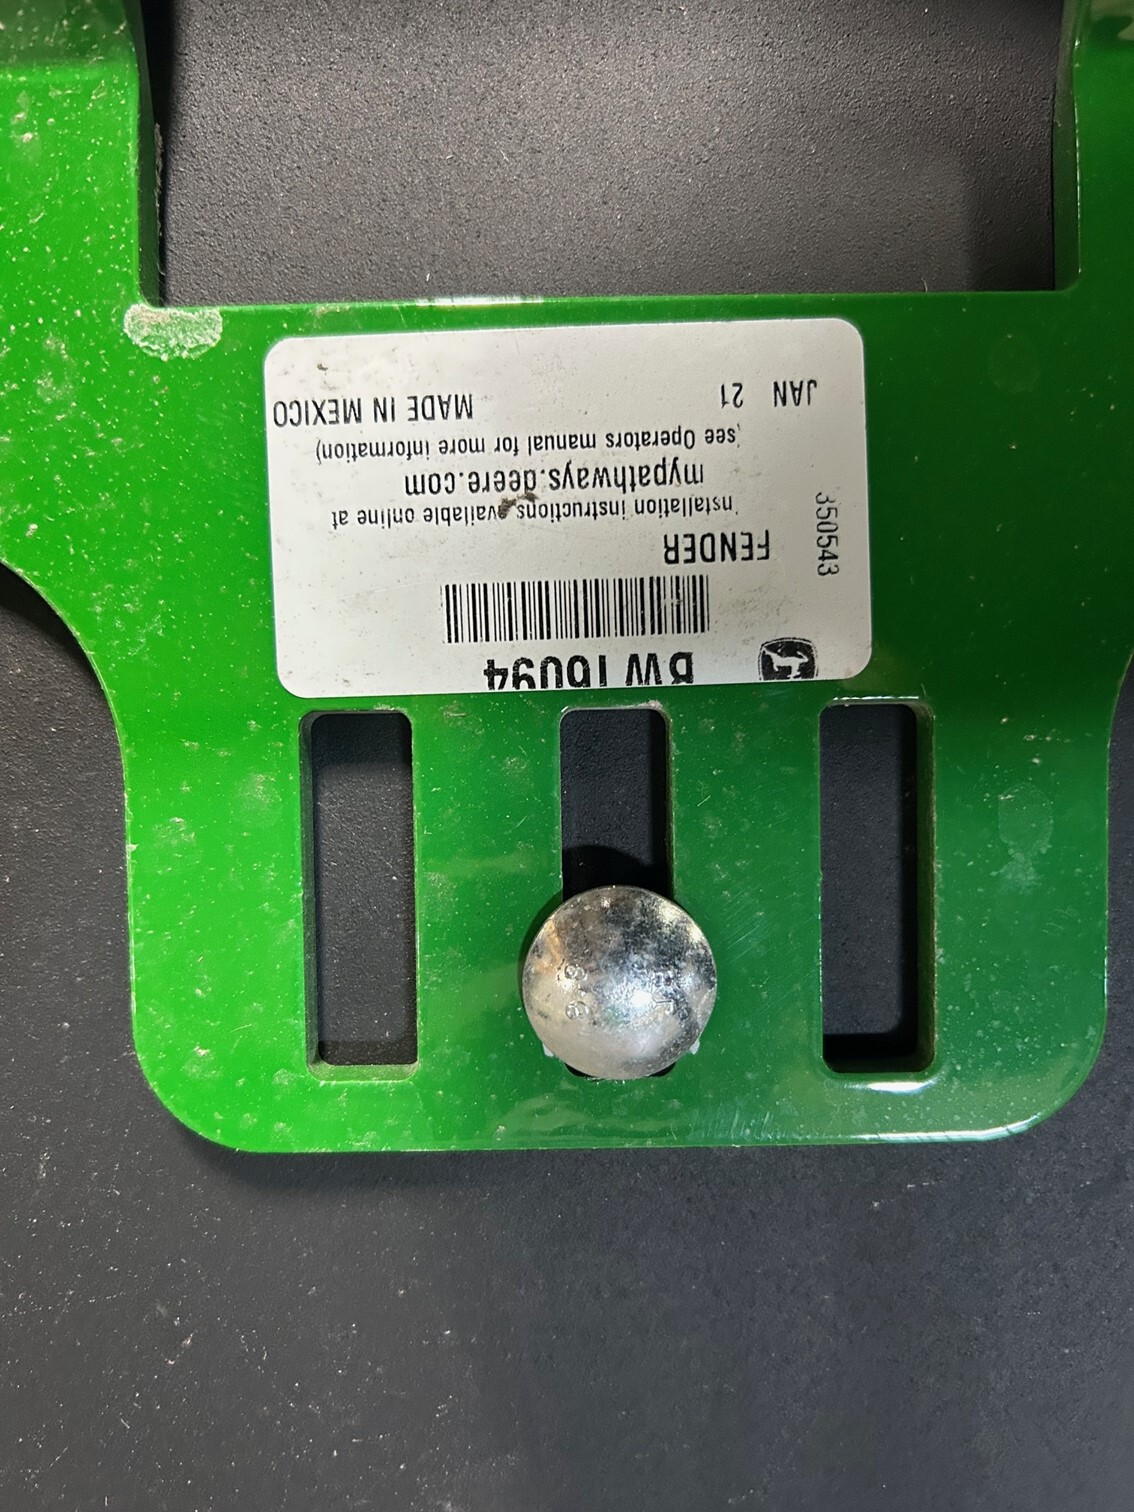 BW16094
FENDER
350543
nstallation instructions available online at
mypathways.deere.com
(see Operators manual for more information)
JAN 21 MADE IN MEXICO